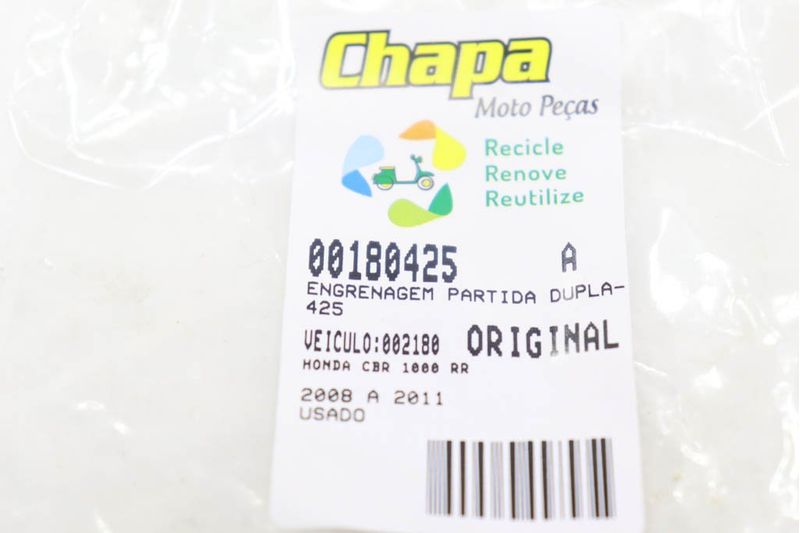 Chapa
Moto Peças
Recicle
Renove
Reutilize
00180425 A
ENGRENAGEM PARTIDA DUPLA-
425
VEICULO:002180 ORIGINAL
HONDA CBR 1000 RR
2008 A 2011
USADO